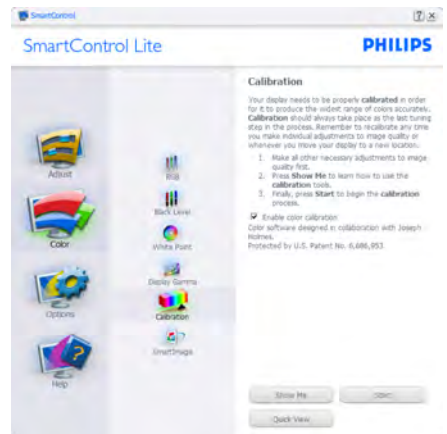 SmartControl
SmartControl Lite
PHILIPS
Adjust
Color
Options
Help
RGB
Black Level
White Point
Display Gamma
Calibration
SmartImage
Calibration
Your display needs to be properly calibrated in order
for it to produce the widest range of colors accurately.
Calibration should always take place as the last tuning
step in the process. Remember to recalibrate any time
you make individual adjustments to image quality or
whenever you move your display to a new location.
1. Make all other necessary adjustments to image
quality first.
2. Press Show Me to learn how to use the
calibration tools.
3. Finally, press Start to begin the calibration
process.
Enable color calibration
Color software designed in collaboration with Joseph
Holmes.
Protected by U.S. Patent No. 6,686,953
Show Me
Start
Quick View